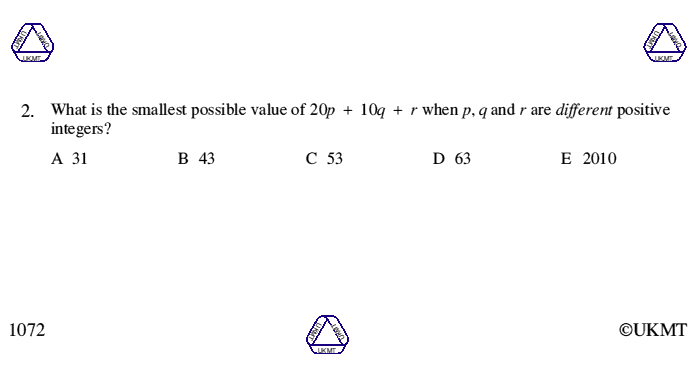 UKMT UKMT UKMT
UKMT UKMT UKMT
2. What is the smallest possible value of 20p + 10q + r when p, q and r are different positive
integers?
A 31 B 43 C 53 D 63 E 2010
1072
UKMT UKMT UKMT
©UKMT